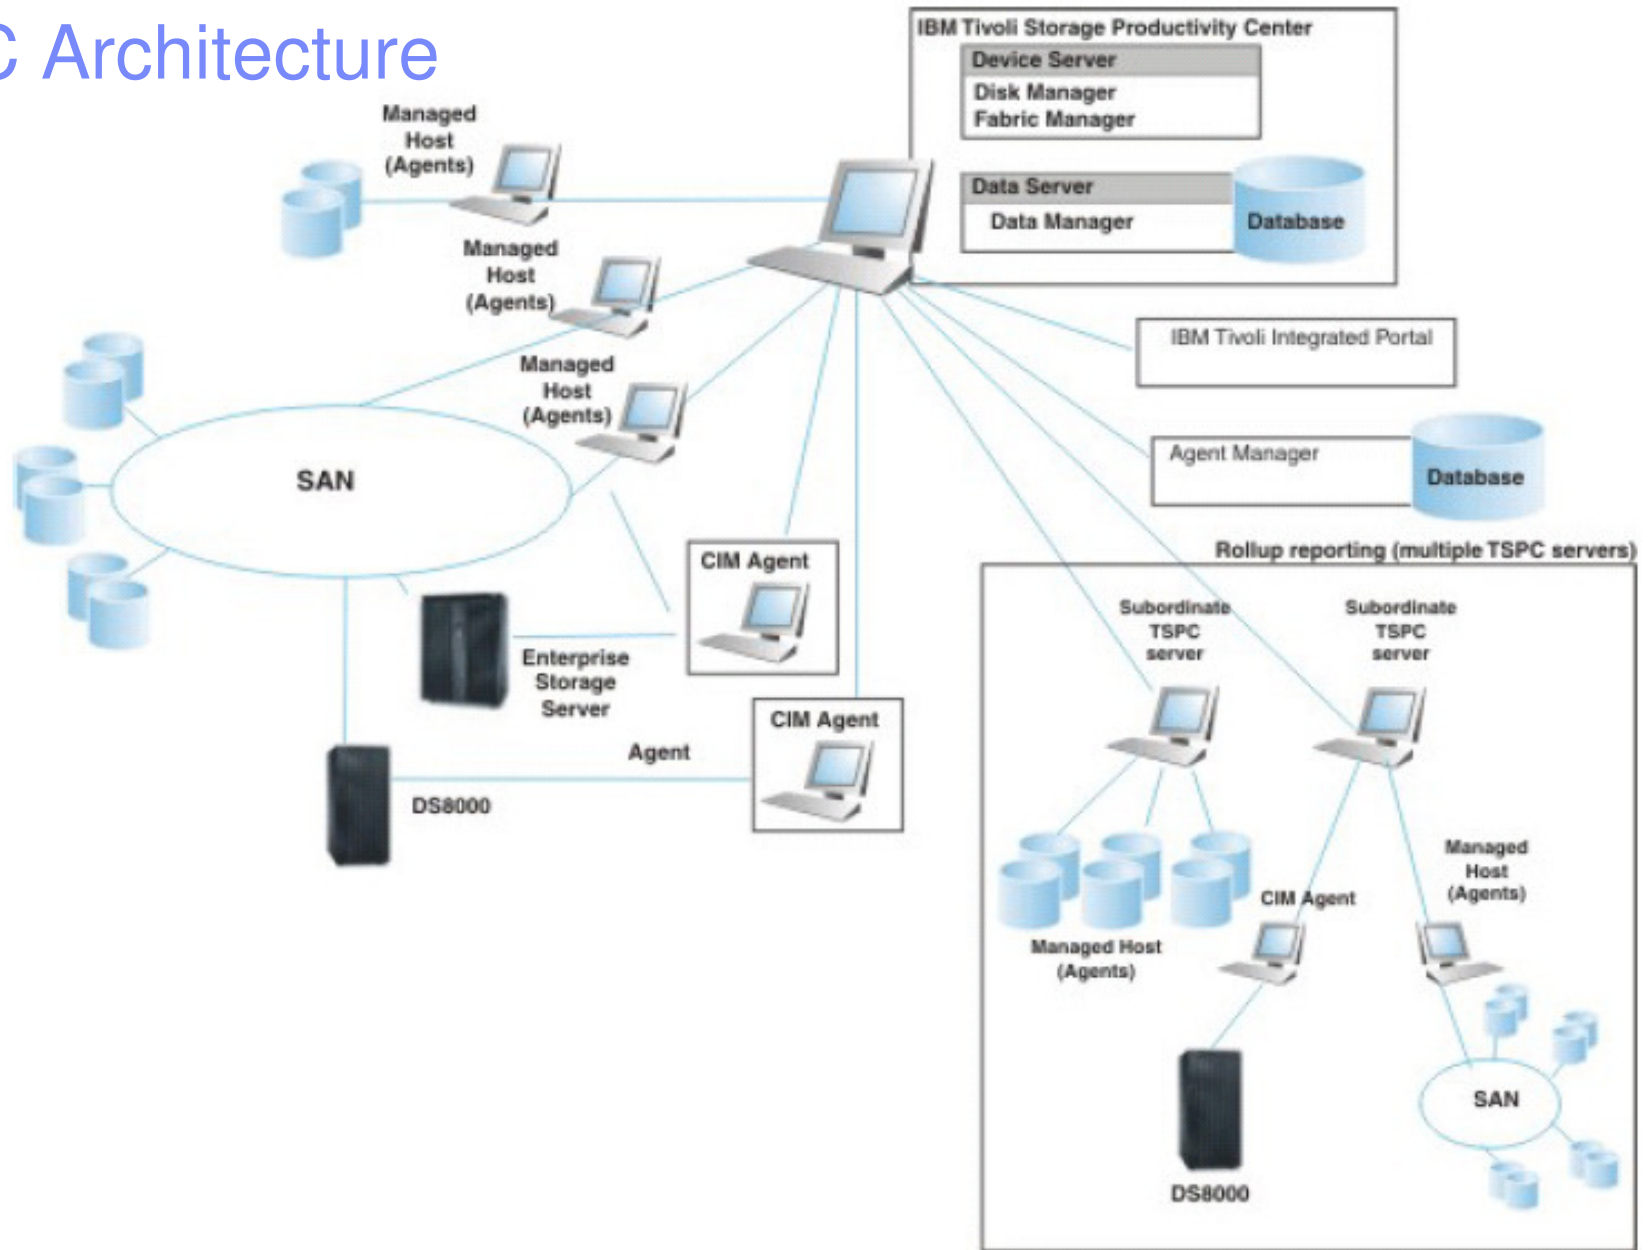 C Architecture
IBM Tivoli Storage Productivity Center
Device Server
Disk Manager
Fabric Manager
Data Server
Data Manager
Database
Managed
Host
(Agents)
Managed
Host
(Agents)
Managed
Host
(Agents)
IBM Tivoli Integrated Portal
Agent Manager
Database
SAN
CIM Agent
Enterprise
Storage
Server
CIM Agent
Agent
DS8000
Rollup reporting (multiple TSPC servers)
Subordinate
TSPC
server
Subordinate
TSPC
server
Managed Host
(Agents)
CIM Agent
Managed
Host
(Agents)
DS8000
SAN